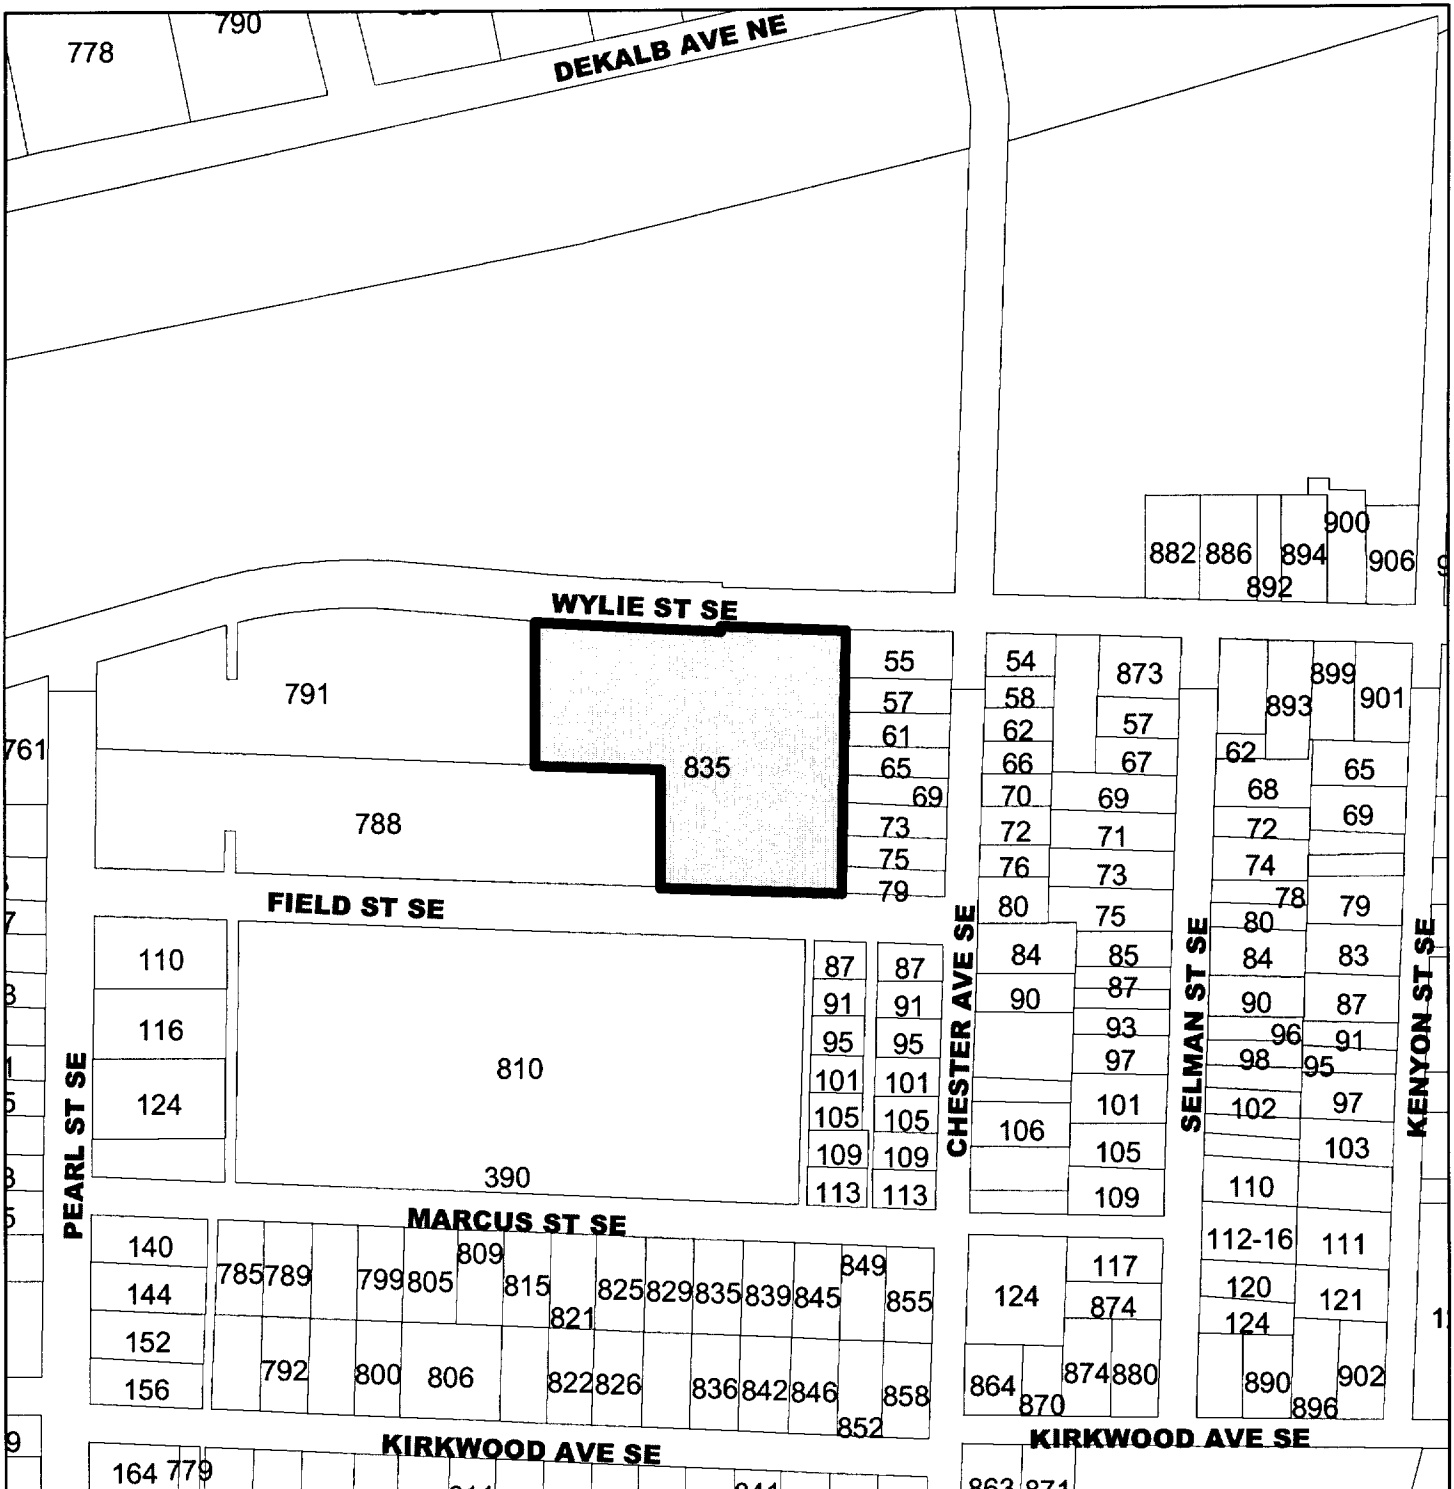 790
778
DEKALB AVE NE
900
882 886 894 906
892
WYLIE ST SE
55 54 873 899
791 57 58 893 901
761 61 62 57 62
835 65 66 67 65
69 70 69 68 69
788 73 72 71 72
75 76 73 74
79 80 75 78 79
FIELD ST SE
80
110 87 87 84 85 84 83
91 91 90 87 90 87
116 95 95 93 96 91
810 101 101 97 98 95
124 105 105 106 101 102 97
109 109 105 103
390 113 113 109 110
PEARL ST SE
CHESTER AVE SE
SELMAN ST SE
KENYON ST SE
MARCUS ST SE
140 809 849 117 112-16 111
785 789 799 805 815 825 829 835 839 845 855
144 821 124 874 120 121
152 124
792 800 806 822 826 836 842 846 858 864 874 880 890 902
156 852 870 896
KIRKWOOD AVE SE KIRKWOOD AVE SE
164 779